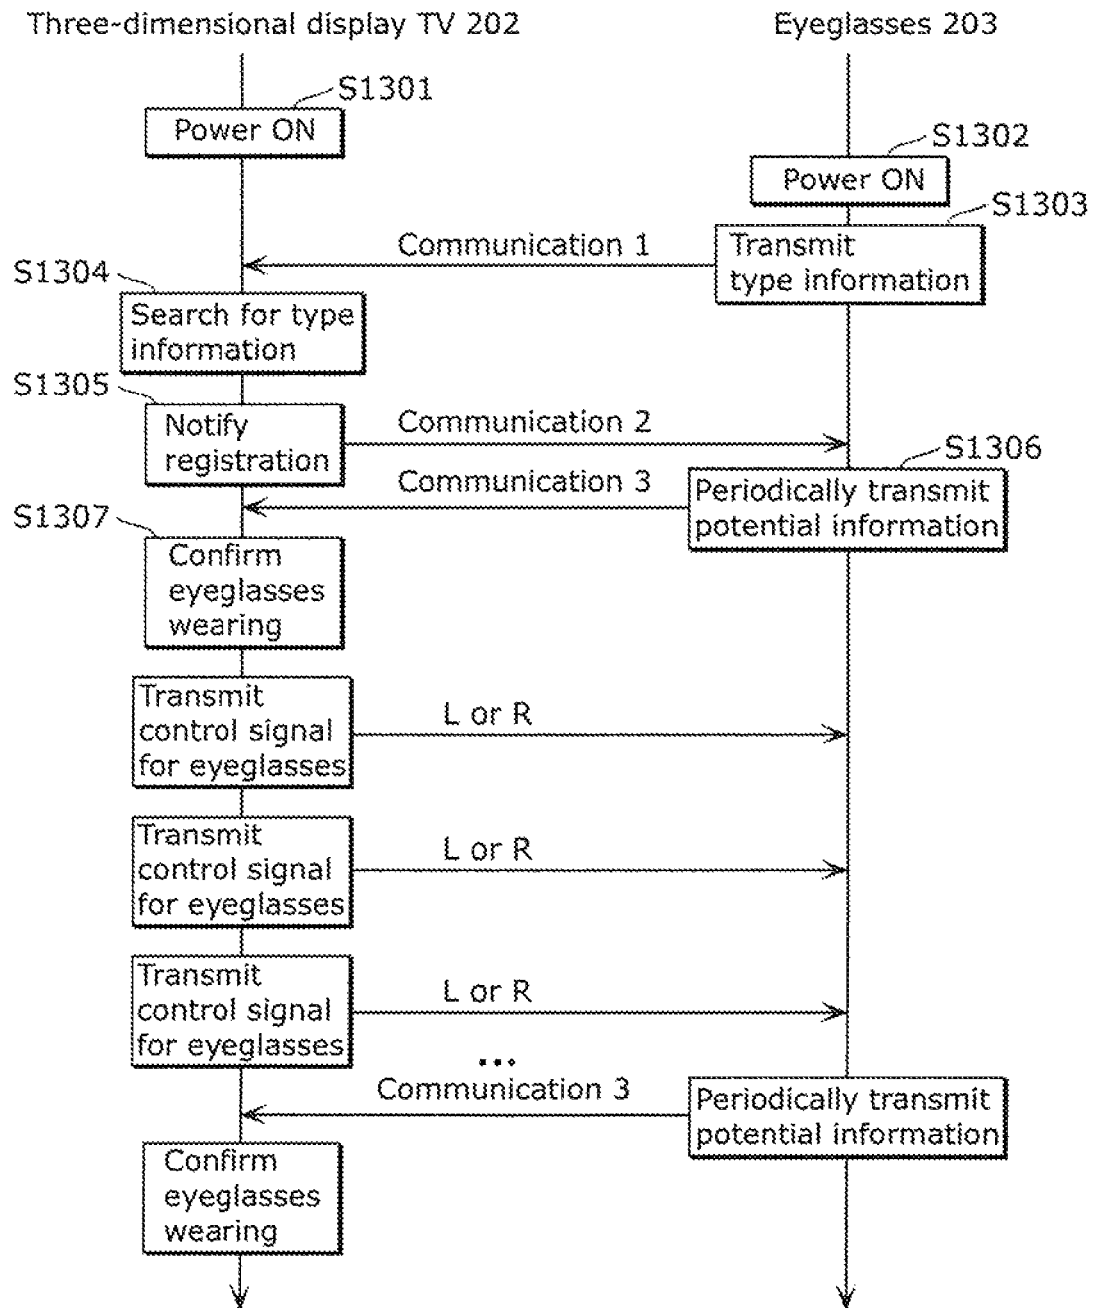 Three-dimensional display TV 202
Eyeglasses 203
S1301
Power ON
S1302
Power ON
S1303
Communication 1
Transmit
type information
S1304
Search for type
information
S1305
Notify
registration
Communication 2
S1306
Communication 3
Periodically transmit
potential information
S1307
Confirm
eyeglasses
wearing
Transmit
control signal
for eyeglasses
L or R
Transmit
control signal
for eyeglasses
L or R
Transmit
control signal
for eyeglasses
L or R
...
Communication 3
Periodically transmit
potential information
Confirm
eyeglasses
wearing